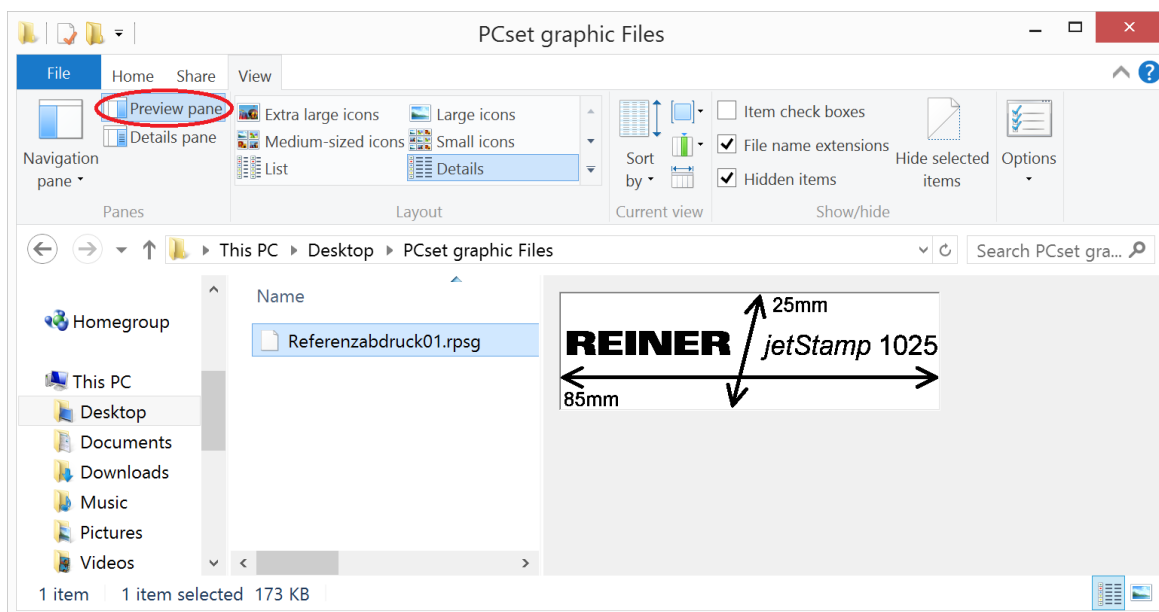 PCset graphic Files
File Home Share View
Preview pane
Details pane
Navigation
pane
Panes
Extra large icons Large icons
Medium-sized icons Small icons
List Details
Layout
Sort
by
Current view
Item check boxes
File name extensions
Hidden items
Hide selected
items
Show/hide
Options
This PC Desktop PCset graphic Files
Search PCset gra...
Homegroup
This PC
Desktop
Documents
Downloads
Music
Pictures
Videos
Name
Referenzabdruck01.rpsg
25mm
REINER jetStamp 1025
85mm
1 item 1 item selected 173 KB